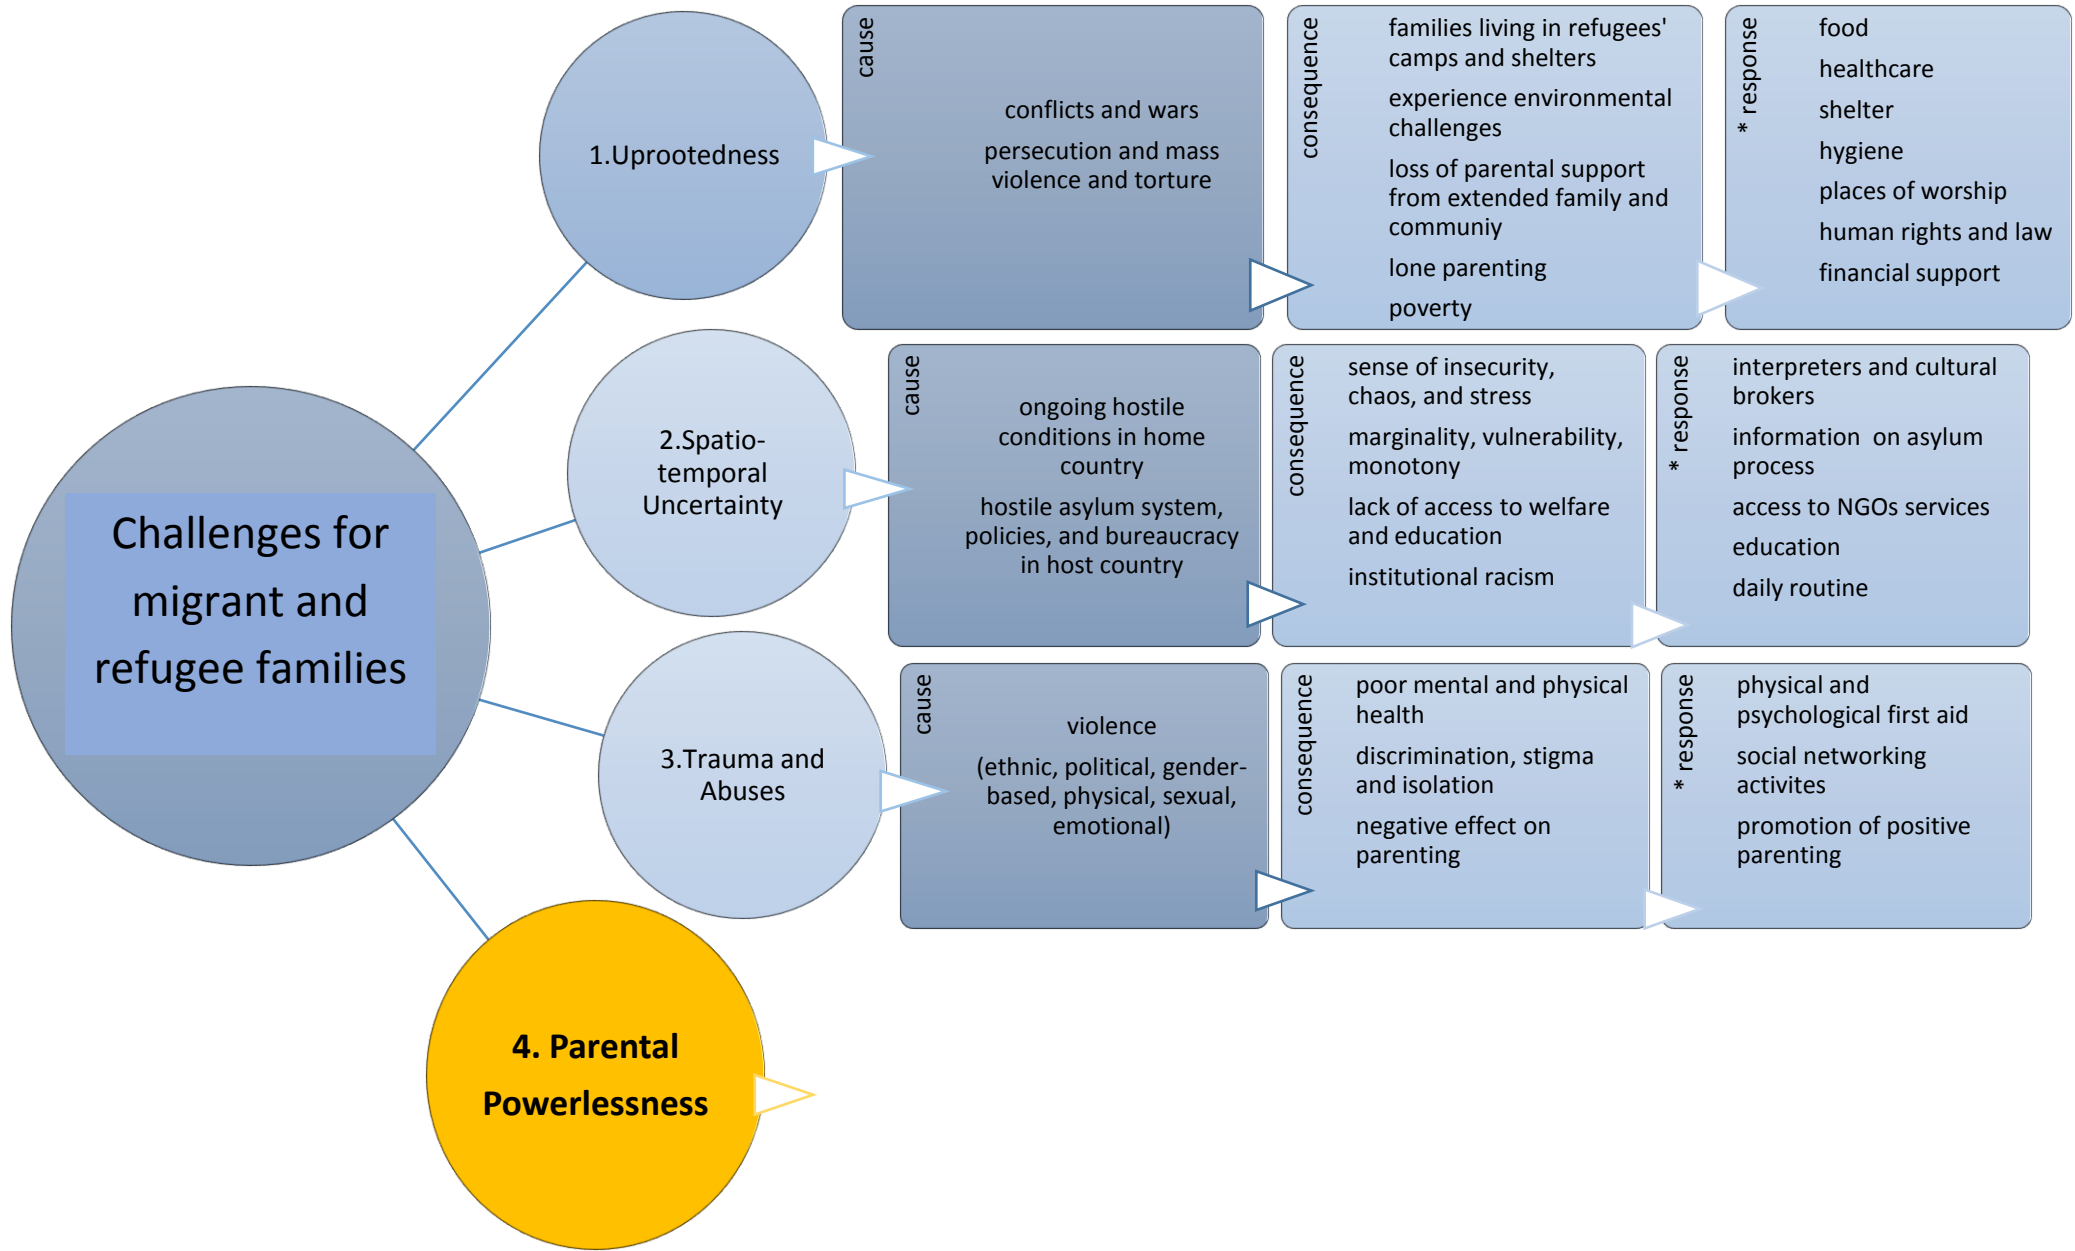 Challenges for
migrant and
refugee families
1.Uprootedness
cause
conflicts and wars
persecution and mass
violence and torture
consequence
families living in refugees'
camps and shelters
experience environmental
challenges
loss of parental support
from extended family and
communiy
lone parenting
poverty
* response
food
healthcare
shelter
hygiene
places of worship
human rights and law
financial support
2.Spatio-
temporal
Uncertainty
cause
ongoing hostile
conditions in home
country
hostile asylum system,
policies, and bureaucracy
in host country
consequence
sense of insecurity,
chaos, and stress
marginality, vulnerability,
monotony
lack of access to welfare
and education
institutional racism
* response
interpreters and cultural
brokers
information on asylum
process
access to NGOs services
education
daily routine
3.Trauma and
Abuses
cause
violence
(ethnic, political, gender-
based, physical, sexual,
emotional)
consequence
poor mental and physical
health
discrimination, stigma
and isolation
negative effect on
parenting
* response
physical and
psychological first aid
social networking
activites
promotion of positive
parenting
4. Parental
Powerlessness